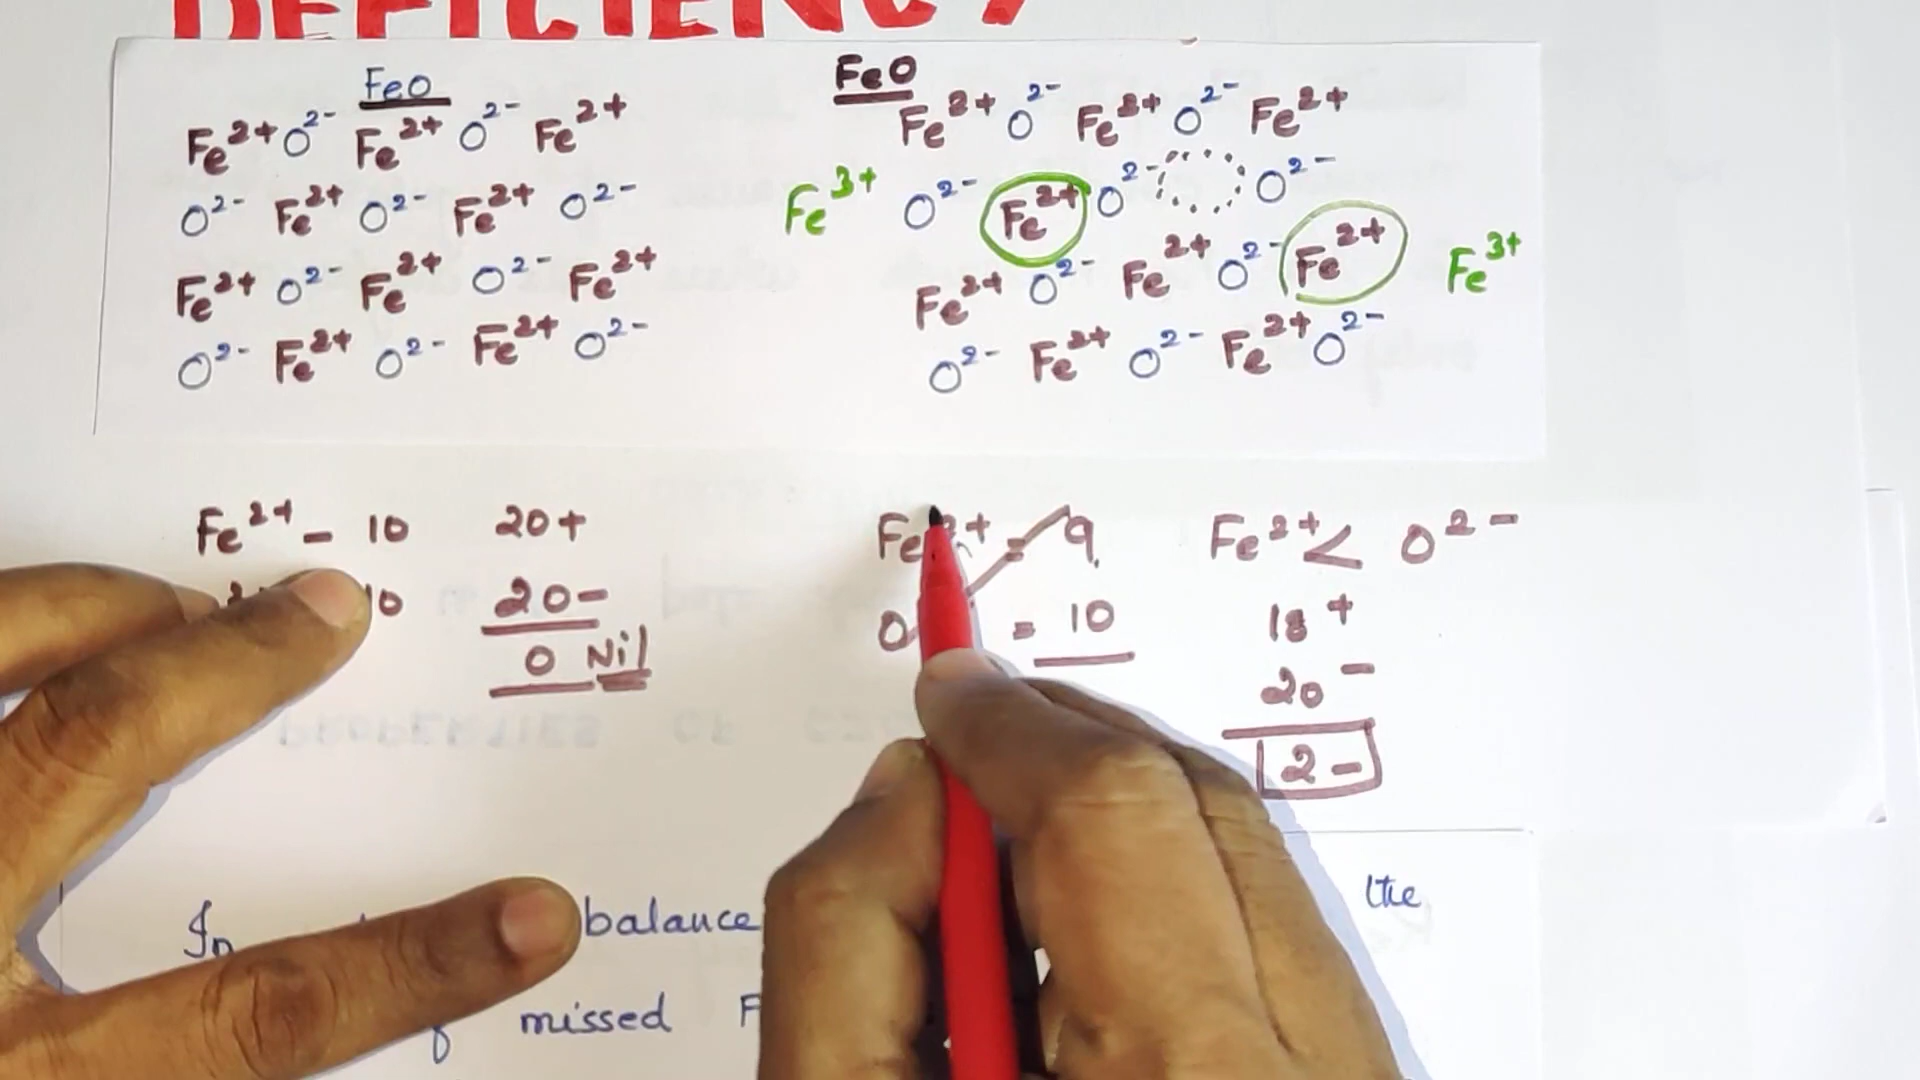 DEFICIENCY
FeO
Fe²⁺ O²⁻ Fe²⁺ O²⁻ Fe²⁺
O²⁻ Fe²⁺ O²⁻ Fe²⁺ O²⁻
Fe²⁺ O²⁻ Fe²⁺ O²⁻ Fe²⁺
O²⁻ Fe²⁺ O²⁻ Fe²⁺ O²⁻
FeO
Fe²⁺ O²⁻ Fe²⁺ O²⁻ Fe²⁺
Fe³⁺ O²⁻ Fe²⁺ O²⁻ O²⁻
Fe²⁺ O²⁻ Fe²⁺ O²⁻ Fe²⁺ Fe³⁺
O²⁻ Fe²⁺ O²⁻ Fe²⁺ O²⁻
Fe²⁺ - 10 20+
10 20-
0 Nil
Fe²⁺ = 9
O = 10
Fe²⁺ < O²⁻
18+
20-
2-
In balance the
missed